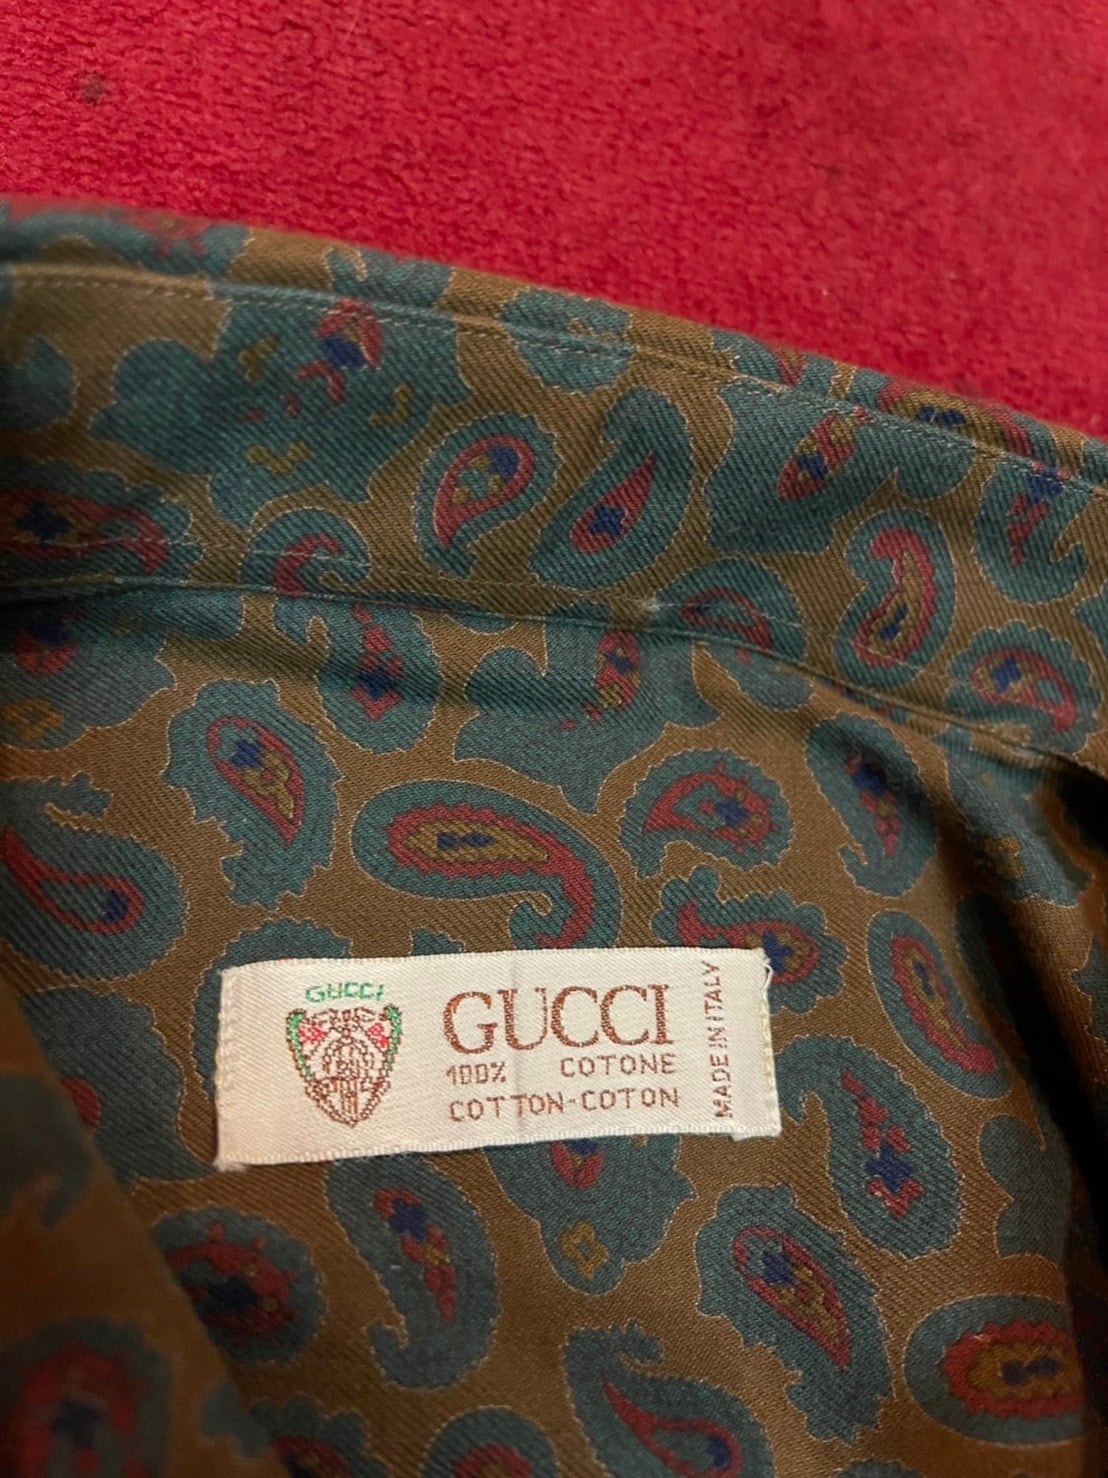 GUCCI
GUCCI
100% COTONE
COTTON-COTON
MADE IN ITALY